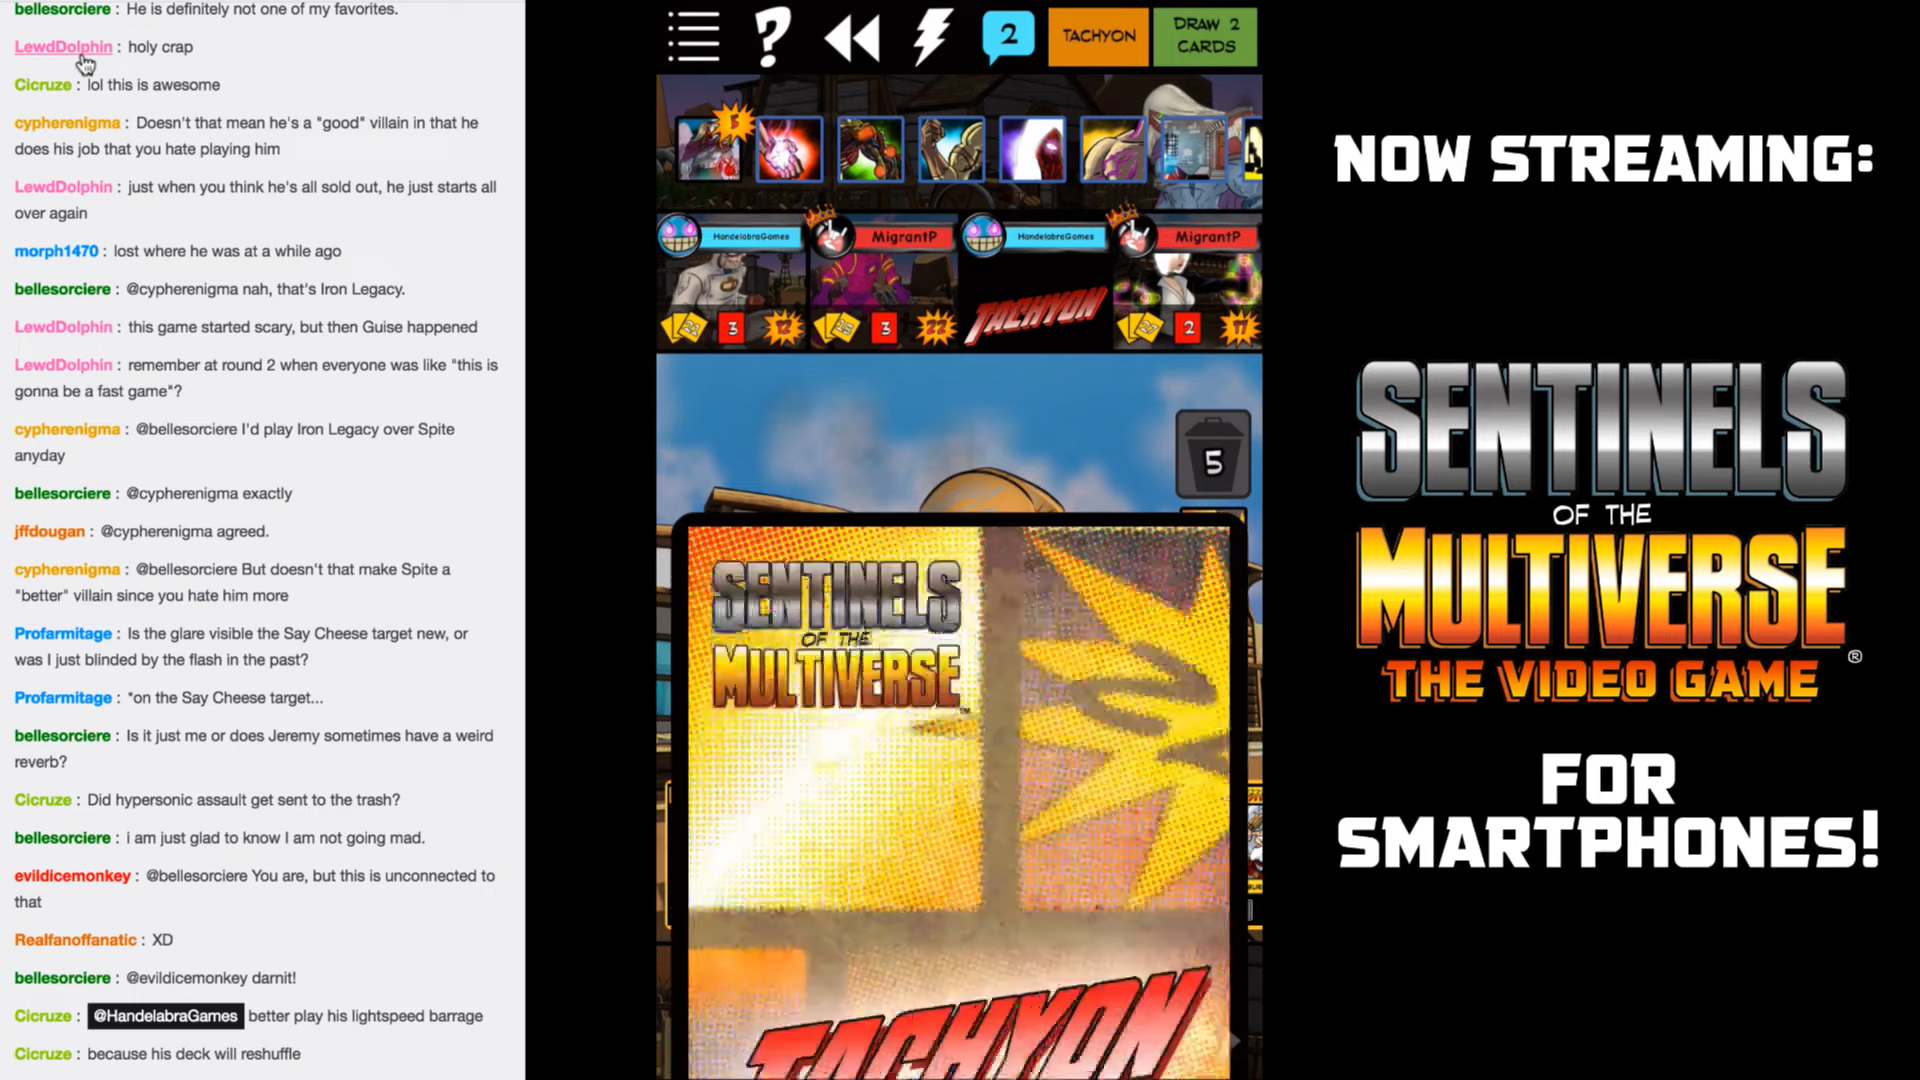 bellesorciere : He is definitely not one of my favorites.
LewdDolphin : holy crap
Cicruze : lol this is awesome
cypherenigma : Doesn't that mean he's a "good" villain in that he
does his job that you hate playing him
LewdDolphin : just when you think he's all sold out, he just starts all
over again
morph1470 : lost where he was at a while ago
bellesorciere : @cypherenigma nah, that's Iron Legacy.
LewdDolphin : this game started scary, but then Guise happened
LewdDolphin : remember at round 2 when everyone was like "this is
gonna be a fast game"?
cypherenigma : @bellesorciere I'd play Iron Legacy over Spite
anyday
bellesorciere : @cypherenigma exactly
jffdougan : @cypherenigma agreed.
cypherenigma : @bellesorciere But doesn't that make Spite a
"better" villain since you hate him more
Profarmitage : Is the glare visible the Say Cheese target new, or
was I just blinded by the flash in the past?
Profarmitage : *on the Say Cheese target...
bellesorciere : Is it just me or does Jeremy sometimes have a weird
reverb?
Cicruze : Did hypersonic assault get sent to the trash?
bellesorciere : i am just glad to know I am not going mad.
evildicemonkey : @bellesorciere You are, but this is unconnected to
that
Realfanoffanatic : XD
bellesorciere : @evildicemonkey darnit!
Cicruze : @HandelabraGames better play his lightspeed barrage
Cicruze : because his deck will reshuffle
? 2 TACHYON DRAW 2
CARDS
5
HandelabraGames MigrantP HandelabraGames MigrantP
22 3 12 25 3 22 TACHYON 27 2 17
5
SENTINELS
OF THE
MULTIVERSE™
TACHYON
NOW STREAMING:
SENTINELS
OF THE
MULTIVERSE®
THE VIDEO GAME
FOR
SMARTPHONES!